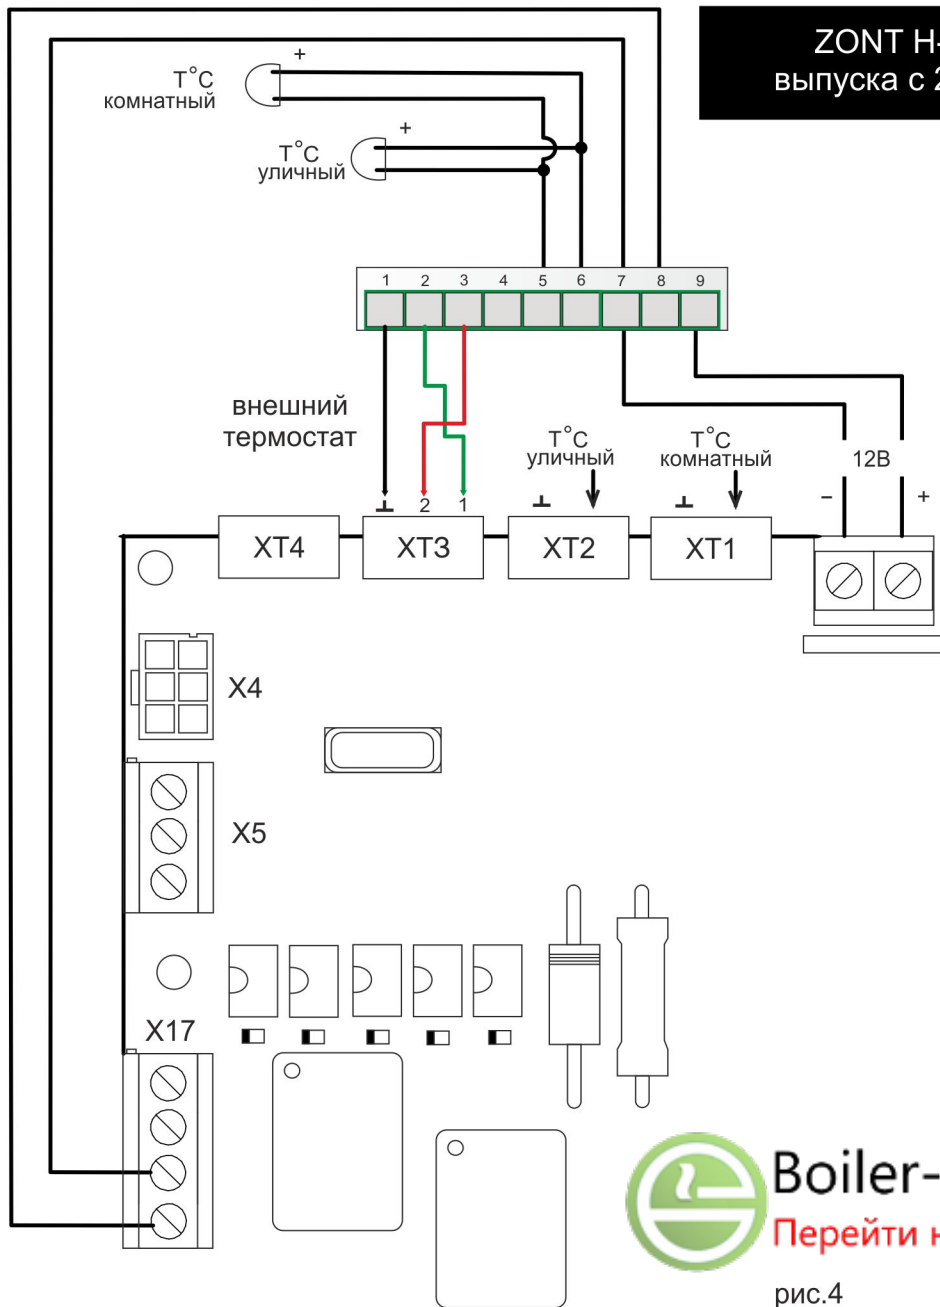 ZONT H-
выпуска с 2
+
T°C
комнатный
+
T°C
уличный
1 2 3 4 5 6 7 8 9
внешний
термостат
T°C
уличный
T°C
комнатный
12В
2 1
− +
XT4 XT3 XT2 XT1
X4
X5
X17
Boiler-
Перейти н
рис.4